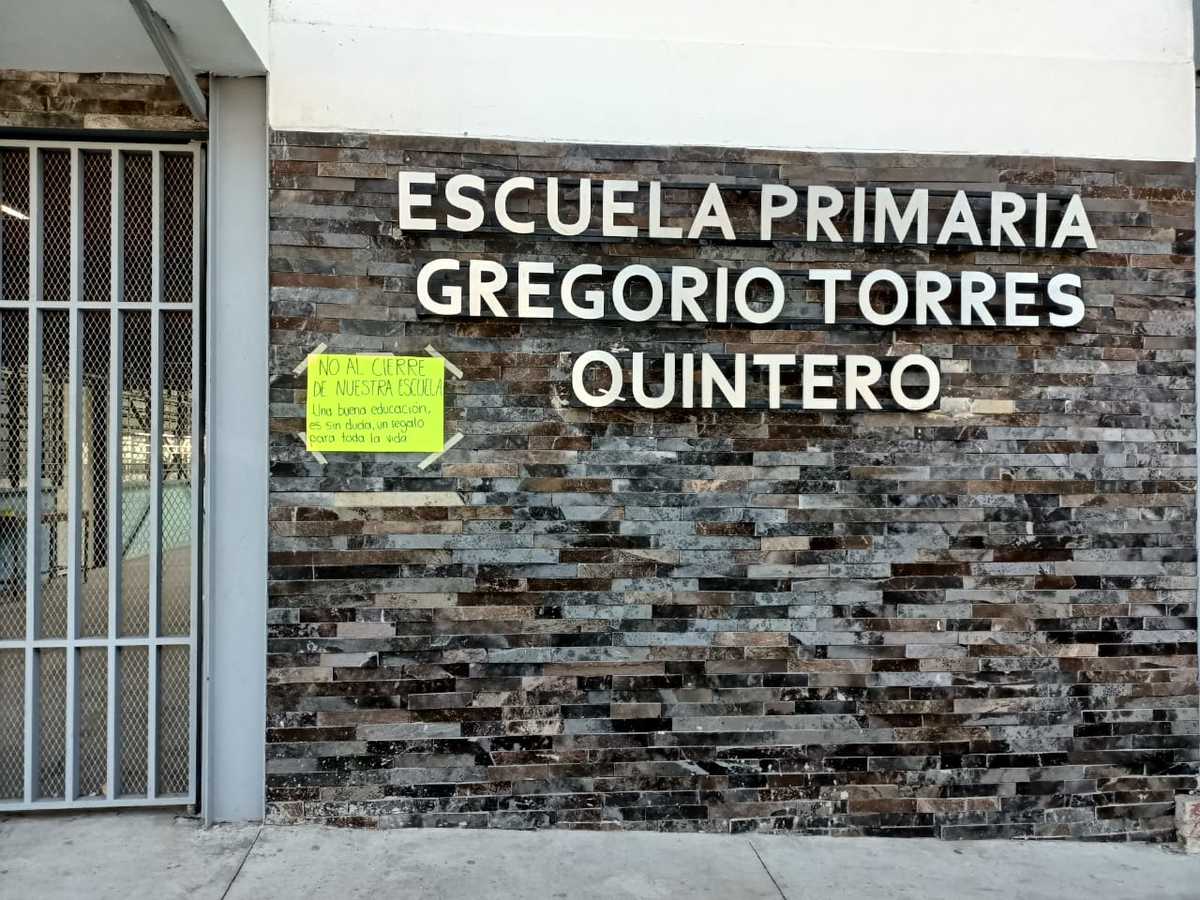 ESCUELA PRIMARIA
GREGORIO TORRES
QUINTERO
NO AL CIERRE
DE NUESTRA ESCUELA
Una buena educación,
es sin duda, un regalo
para toda la vida